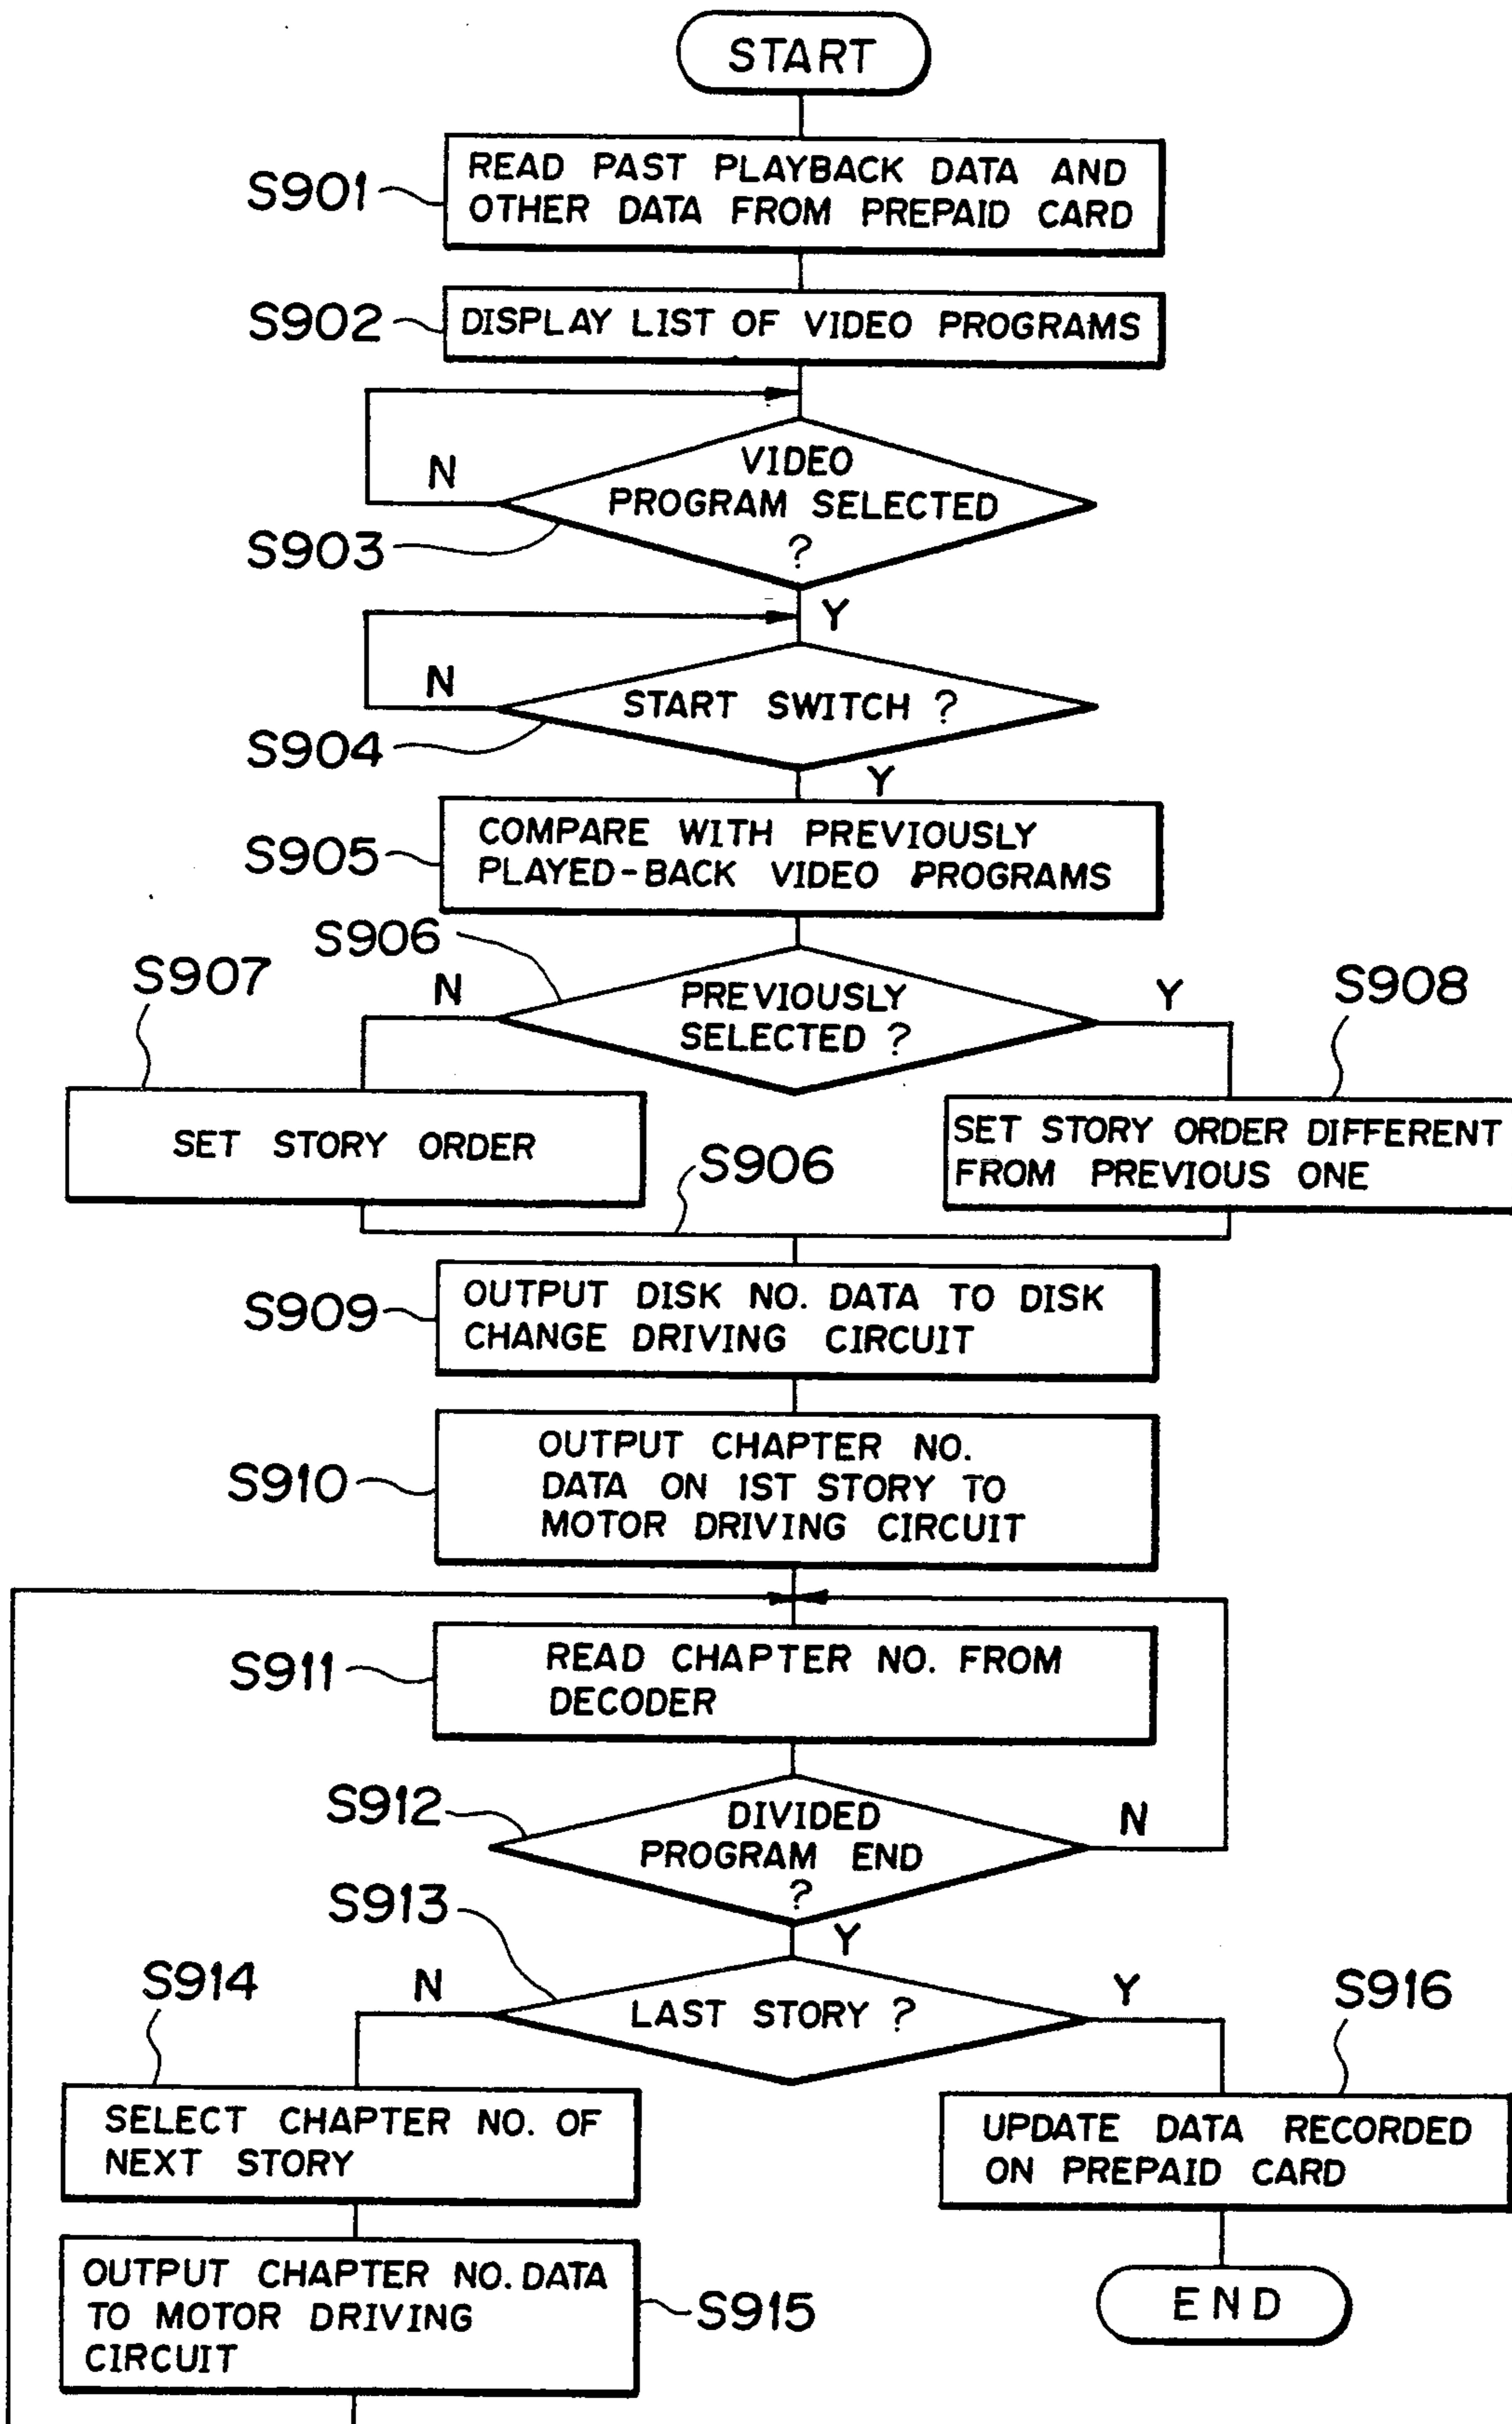 START
S901
READ PAST PLAYBACK DATA AND
OTHER DATA FROM PREPAID CARD
S902
DISPLAY LIST OF VIDEO PROGRAMS
N
VIDEO
PROGRAM SELECTED
?
S903
Y
N
START SWITCH ?
S904
Y
S905
COMPARE WITH PREVIOUSLY
PLAYED-BACK VIDEO PROGRAMS
S906
S907
N
PREVIOUSLY
SELECTED ?
Y
S908
SET STORY ORDER
SET STORY ORDER DIFFERENT
FROM PREVIOUS ONE
S906
S909
OUTPUT DISK NO. DATA TO DISK
CHANGE DRIVING CIRCUIT
S910
OUTPUT CHAPTER NO.
DATA ON 1ST STORY TO
MOTOR DRIVING CIRCUIT
S911
READ CHAPTER NO. FROM
DECODER
S912
DIVIDED
PROGRAM END
?
N
S913
Y
S914
N
LAST STORY ?
Y
S916
SELECT CHAPTER NO. OF
NEXT STORY
UPDATE DATA RECORDED
ON PREPAID CARD
OUTPUT CHAPTER NO. DATA
TO MOTOR DRIVING
CIRCUIT
S915
END